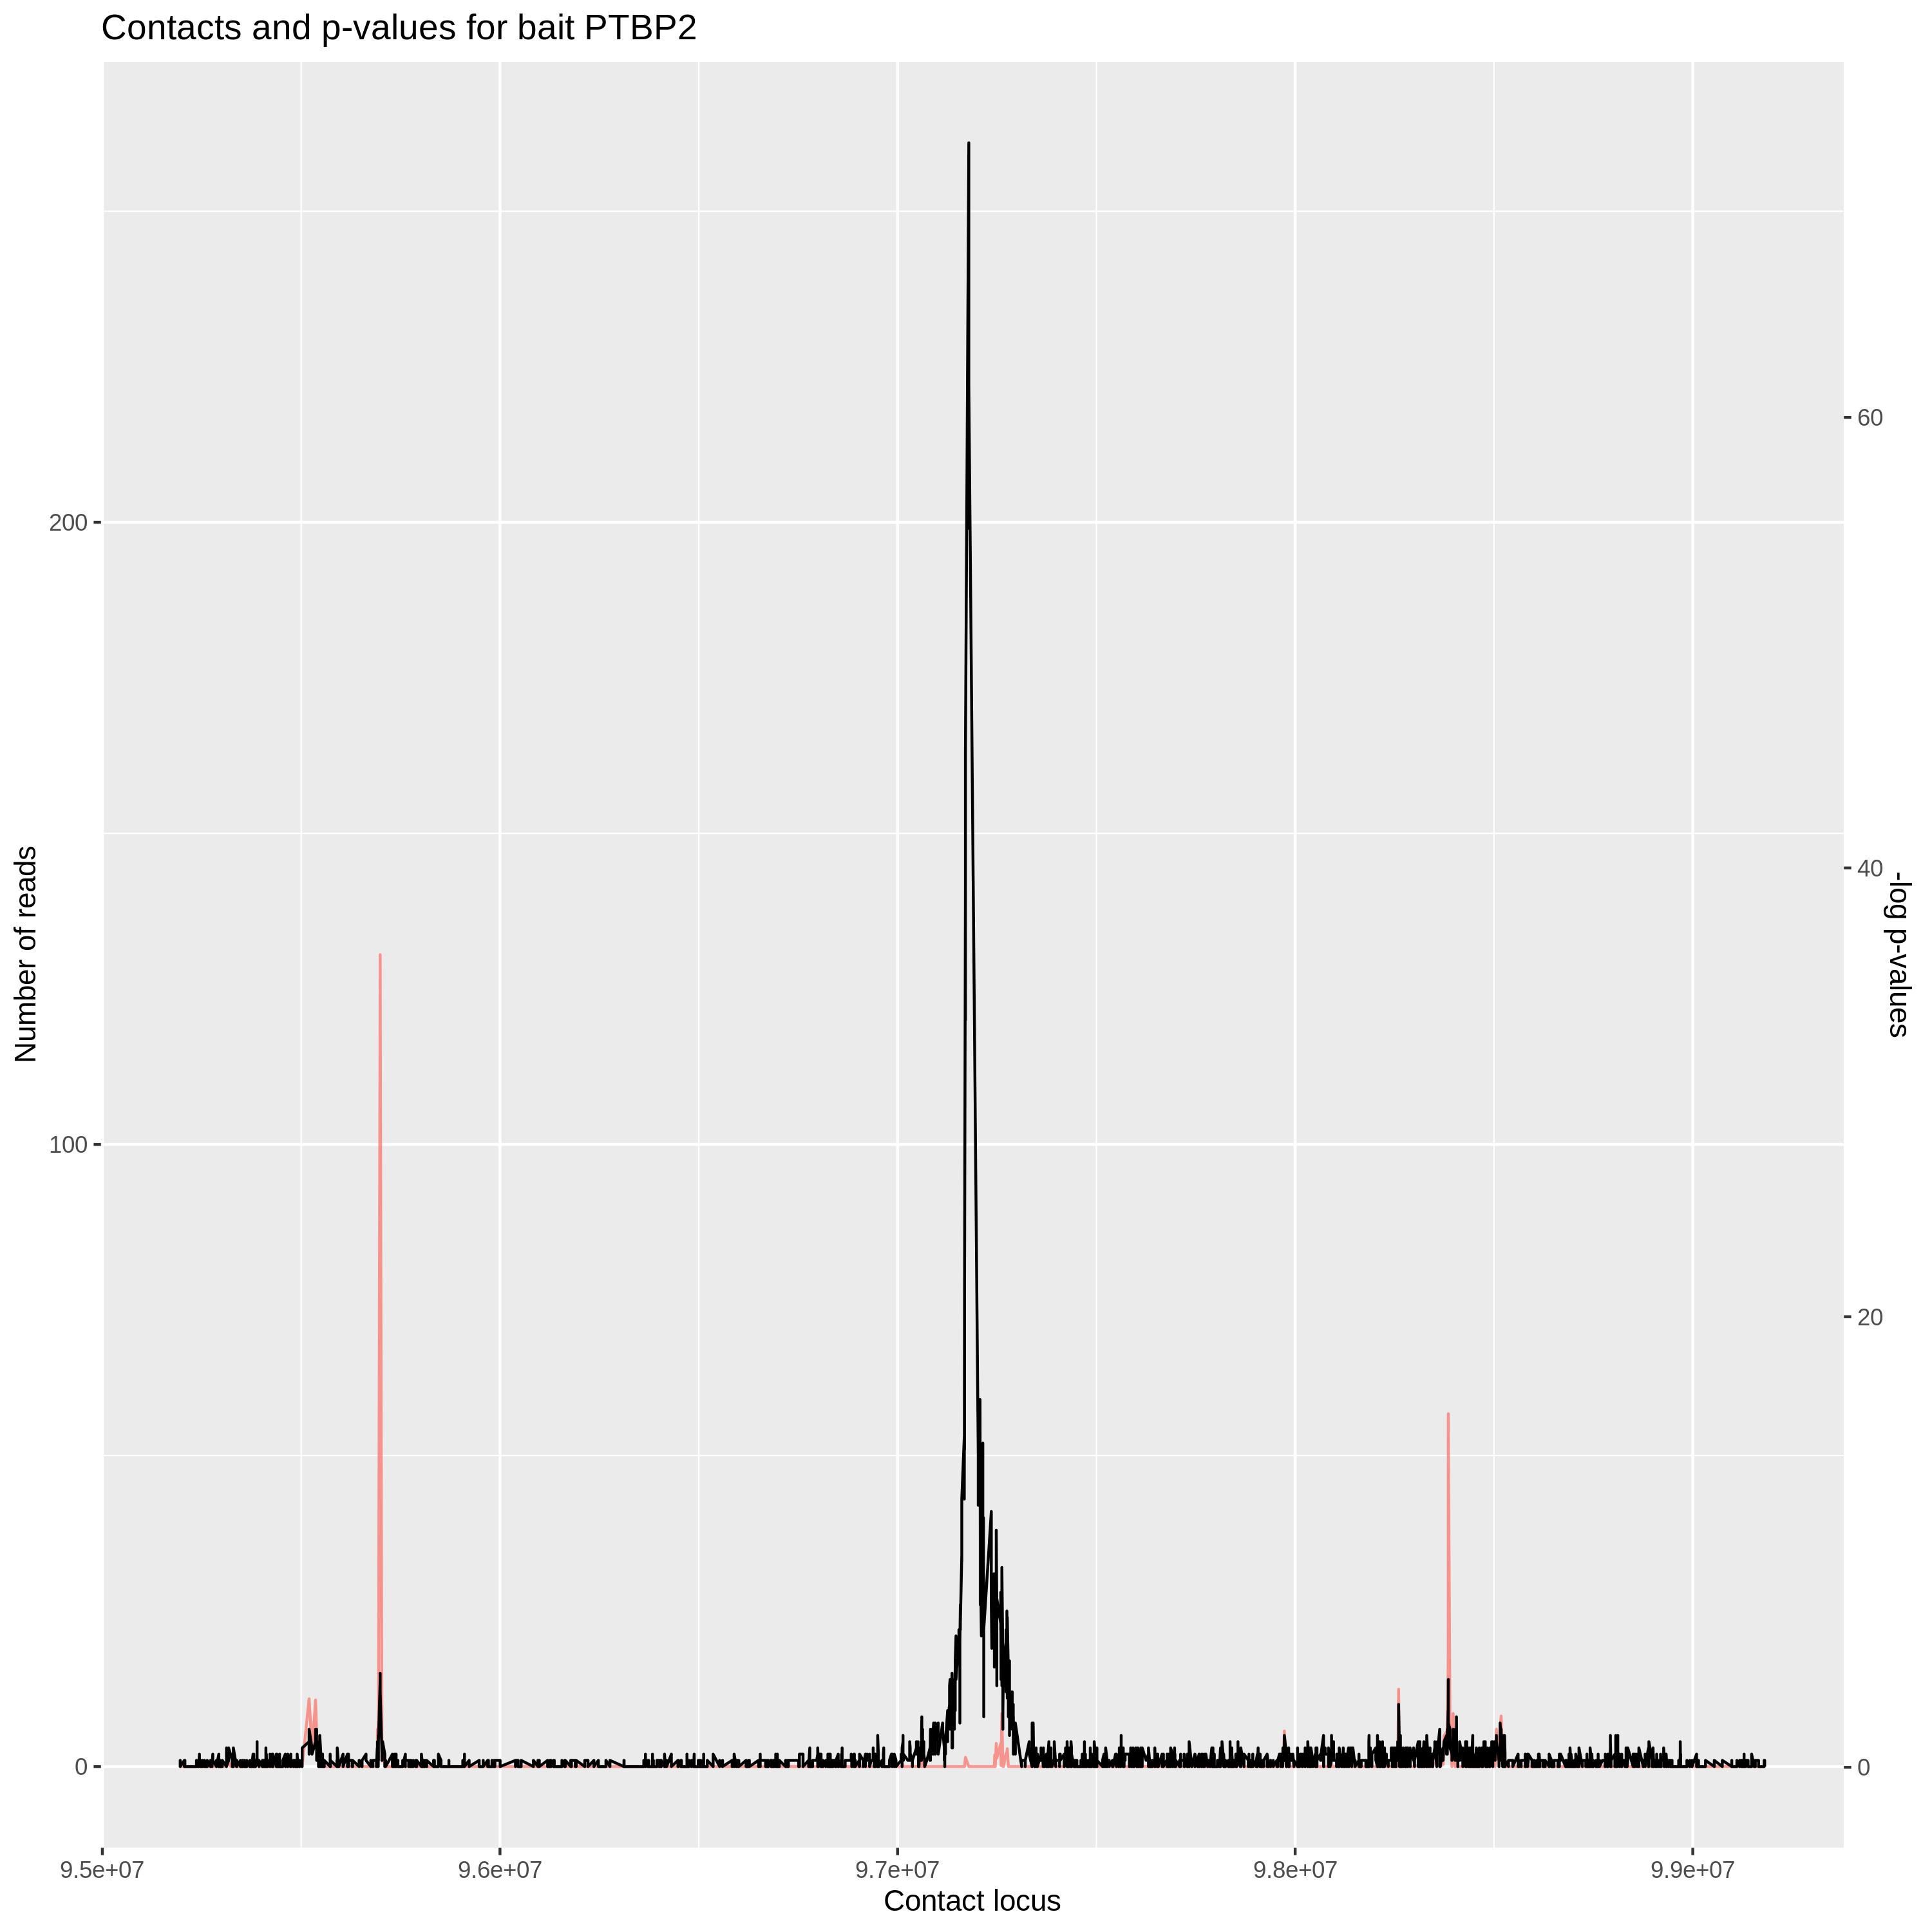 Contacts and p-values for bait PTBP2
Number of reads
200
100
0
60
40
20
0
-log p-values
9.5e+07 9.6e+07 9.7e+07 9.8e+07 9.9e+07
Contact locus